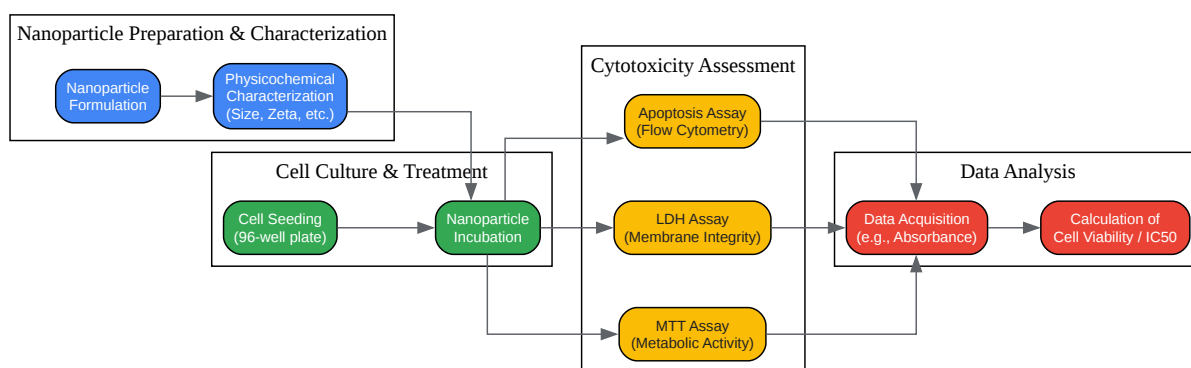 Nanoparticle Preparation & Characterization
Nanoparticle
Formulation
Physicochemical
Characterization
(Size, Zeta, etc.)
Cell Culture & Treatment
Cell Seeding
(96-well plate)
Nanoparticle
Incubation
Cytotoxicity Assessment
Apoptosis Assay
(Flow Cytometry)
LDH Assay
(Membrane Integrity)
MTT Assay
(Metabolic Activity)
Data Analysis
Data Acquisition
(e.g., Absorbance)
Calculation of
Cell Viability / IC50